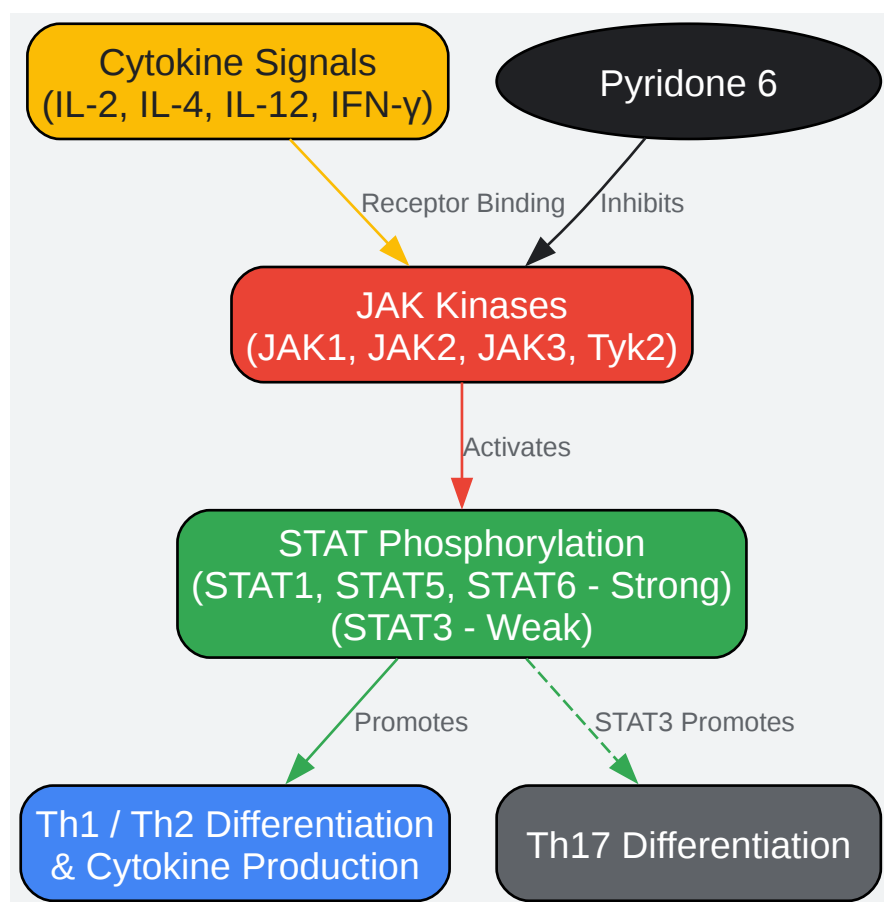 Cytokine Signals
(IL-2, IL-4, IL-12, IFN-γ)
Pyridone 6
Receptor Binding
Inhibits
JAK Kinases
(JAK1, JAK2, JAK3, Tyk2)
Activates
STAT Phosphorylation
(STAT1, STAT5, STAT6 - Strong)
(STAT3 - Weak)
Promotes
STAT3 Promotes
Th1 / Th2 Differentiation
& Cytokine Production
Th17 Differentiation